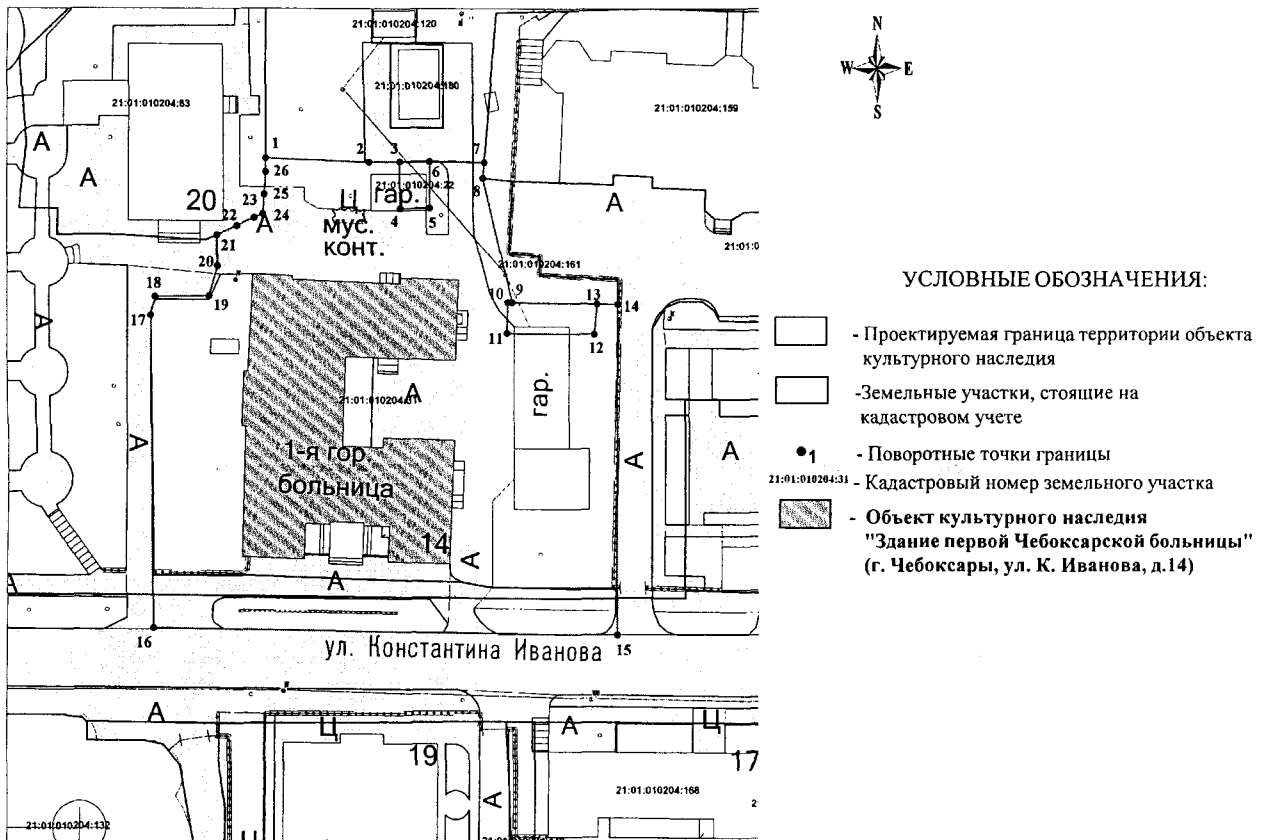 21:01:010204:120
N
W E
S
21:01:010204:180
21:01:010204:63
21:01:010204:159
А
А
1
2
3
6
7
26
21:01:010204:22
8
20
25
Ц
гар.
23
24
А
4
5
А
22
мус.
конт.
21
20
21:01:010204:161
УСЛОВНЫЕ ОБОЗНАЧЕНИЯ:
18
19
10
9
13
14
17
А
11
12
- Проектируемая граница территории объекта
культурного наследия
гар.
А
-Земельные участки, стоящие на
кадастровом учете
А
1-я гор.
больница
А
А
•1 - Поворотные точки границы
21:01:010204:31 - Кадастровый номер земельного участка
- Объект культурного наследия
"Здание первой Чебоксарской больницы"
(г. Чебоксары, ул. К. Иванова, д.14)
14
А
А
А
16
ул. Константина Иванова
15
А
Ц
А
Ц
19
17
21:01:010204:168
А
21:01:010204:132
Ц